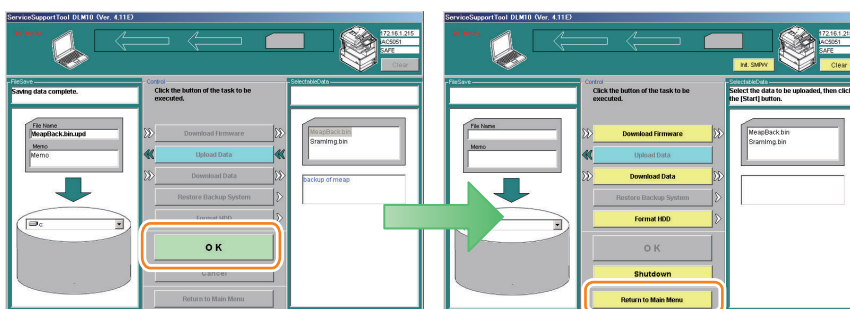 ServiceSupportTool DLM10 (Ver. 4.11E)
172.16.1.215
iAC5051
SAFE
Clear
FileSave
Saving data complete.
File Name
MeapBack.bin.upd
Memo
Memo
c:
Control
Click the button of the task to be
executed.
Download Firmware
Upload Data
Download Data
Restore Backup System
Format HDD
OK
Cancel
Return to Main Menu
SelectableData
MeapBack.bin
SramImg.bin
backup of meap
ServiceSupportTool DLM10 (Ver. 4.11E)
172.16.1.215
iAC5051
SAFE
Init. SMPW
Clear
FileSave
File Name
Memo
Control
Click the button of the task to be
executed.
Download Firmware
Upload Data
Download Data
Restore Backup System
Format HDD
OK
Shutdown
Return to Main Menu
SelectableData
Select the data to be uploaded, then clic
the [Start] button.
MeapBack.bin
SramImg.bin